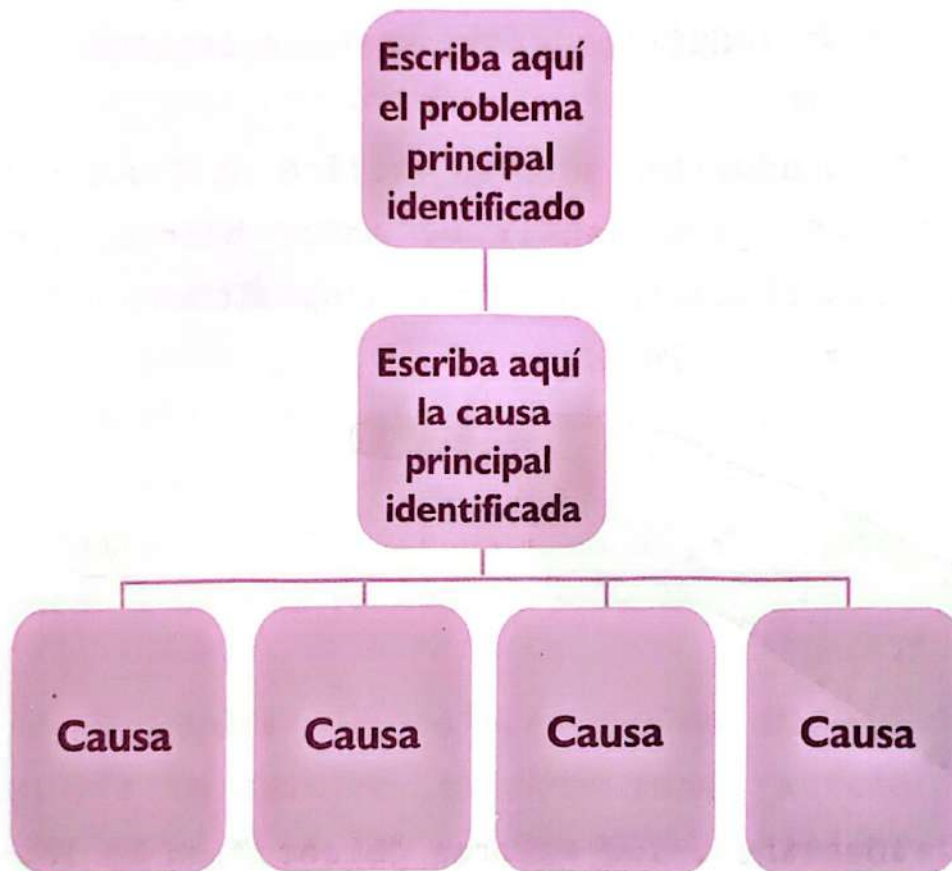 Escriba aquí
el problema
principal
identificado
Escriba aquí
la causa
principal
identificada
Causa
Causa
Causa
Causa